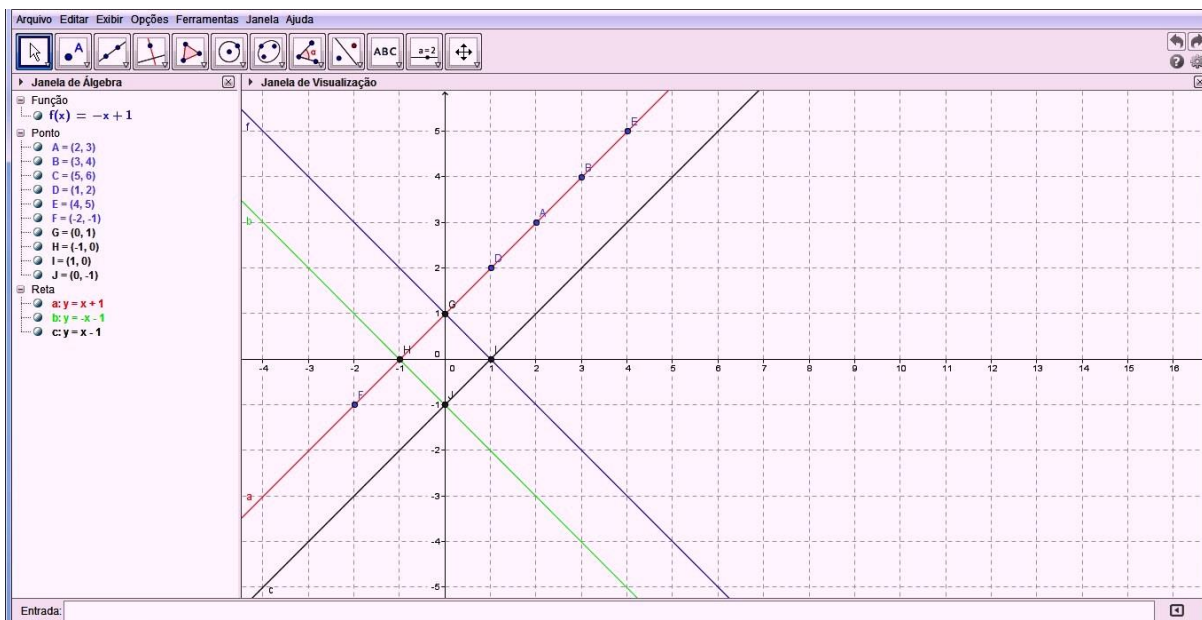 Arquivo Editar Exibir Opções Ferramentas Janela Ajuda
A α ABC a=2
Janela de Álgebra
Janela de Visualização
Função
f(x) = -x + 1
Ponto
A = (2, 3)
B = (3, 4)
C = (5, 6)
D = (1, 2)
E = (4, 5)
F = (-2, -1)
G = (0, 1)
H = (-1, 0)
I = (1, 0)
J = (0, -1)
Reta
a: y = x + 1
b: y = -x - 1
c: y = x - 1
f
5 E
4 B
b 3 A
2 D
1 G
H 0 I
-4 -3 -2 -1 0 1 2 3 4 5 6 7 8 9 10 11 12 13 14 15 16
F -1 J
-2
a -3
-4
c -5
Entrada: